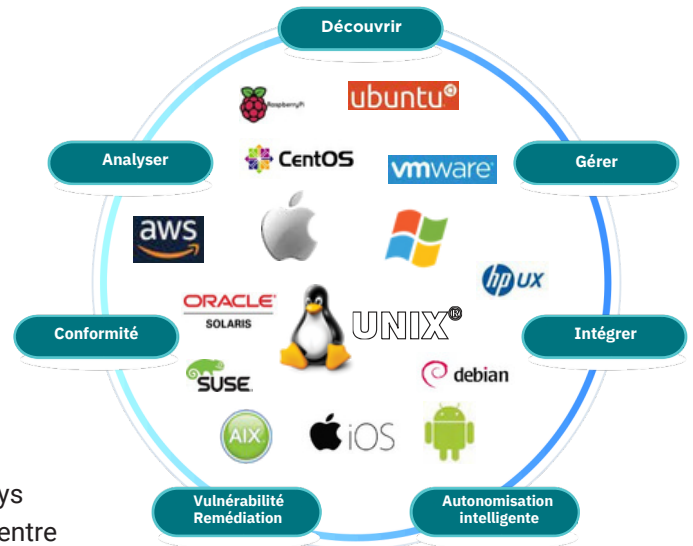 Découvrir
RaspberryPi
ubuntu®
Analyser
CentOS
vmware®
Gérer
aws
hp UX
ORACLE®
SOLARIS
UNIX®
Conformité
Intégrer
SUSE
debian
AIX
iOS
ys
Vulnérabilité
Remédiation
Autonomisation
intelligente
entre